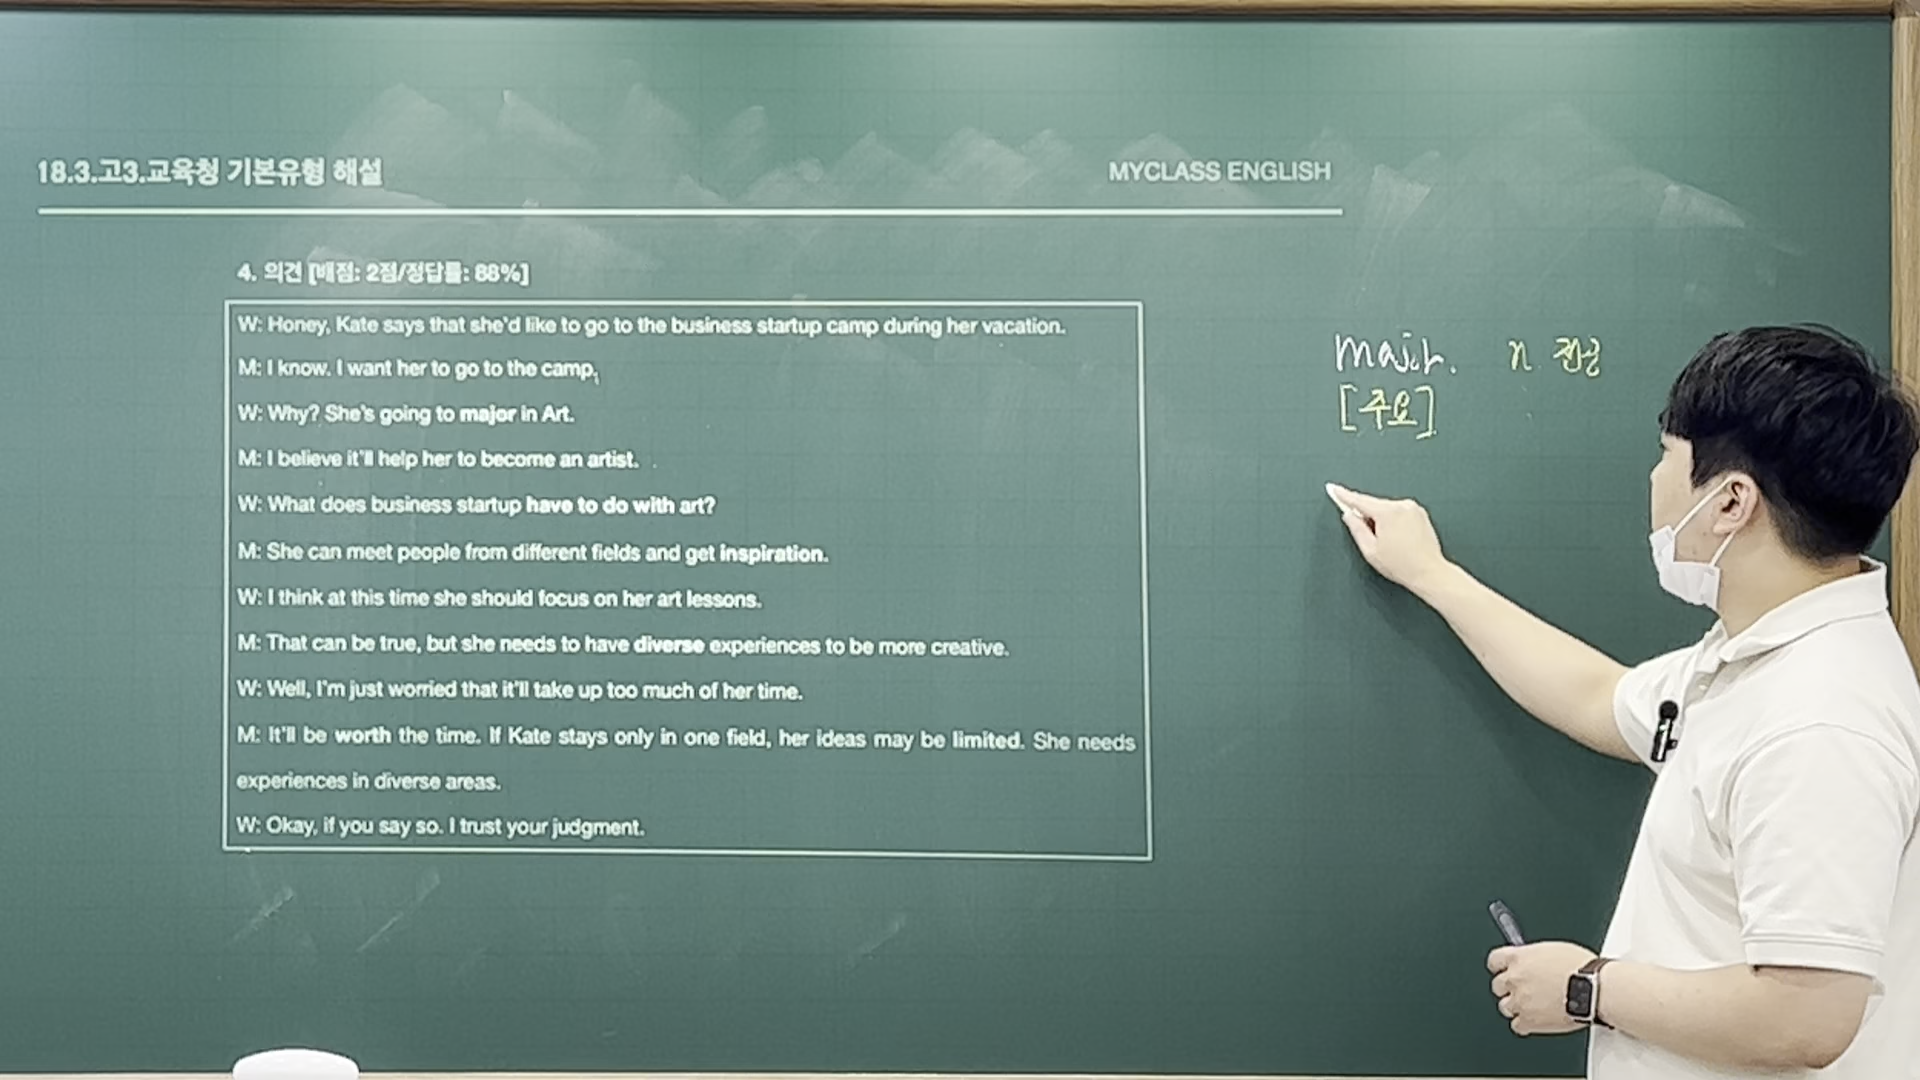 18.3.고3.교육청 기본유형 해설
MYCLASS ENGLISH
4. 의견 [배점: 2점/정답률: 88%]
W: Honey, Kate says that she'd like to go to the business startup camp during her vacation.
M: I know. I want her to go to the camp.
W: Why? She's going to major in Art.
M: I believe it'll help her to become an artist.
W: What does business startup have to do with art?
M: She can meet people from different fields and get inspiration.
W: I think at this time she should focus on her art lessons.
M: That can be true, but she needs to have diverse experiences to be more creative.
W: Well, I'm just worried that it'll take up too much of her time.
M: It'll be worth the time. If Kate stays only in one field, her ideas may be limited. She needs
experiences in diverse areas.
W: Okay, if you say so. I trust your judgment.
major. n 전공
[주요]